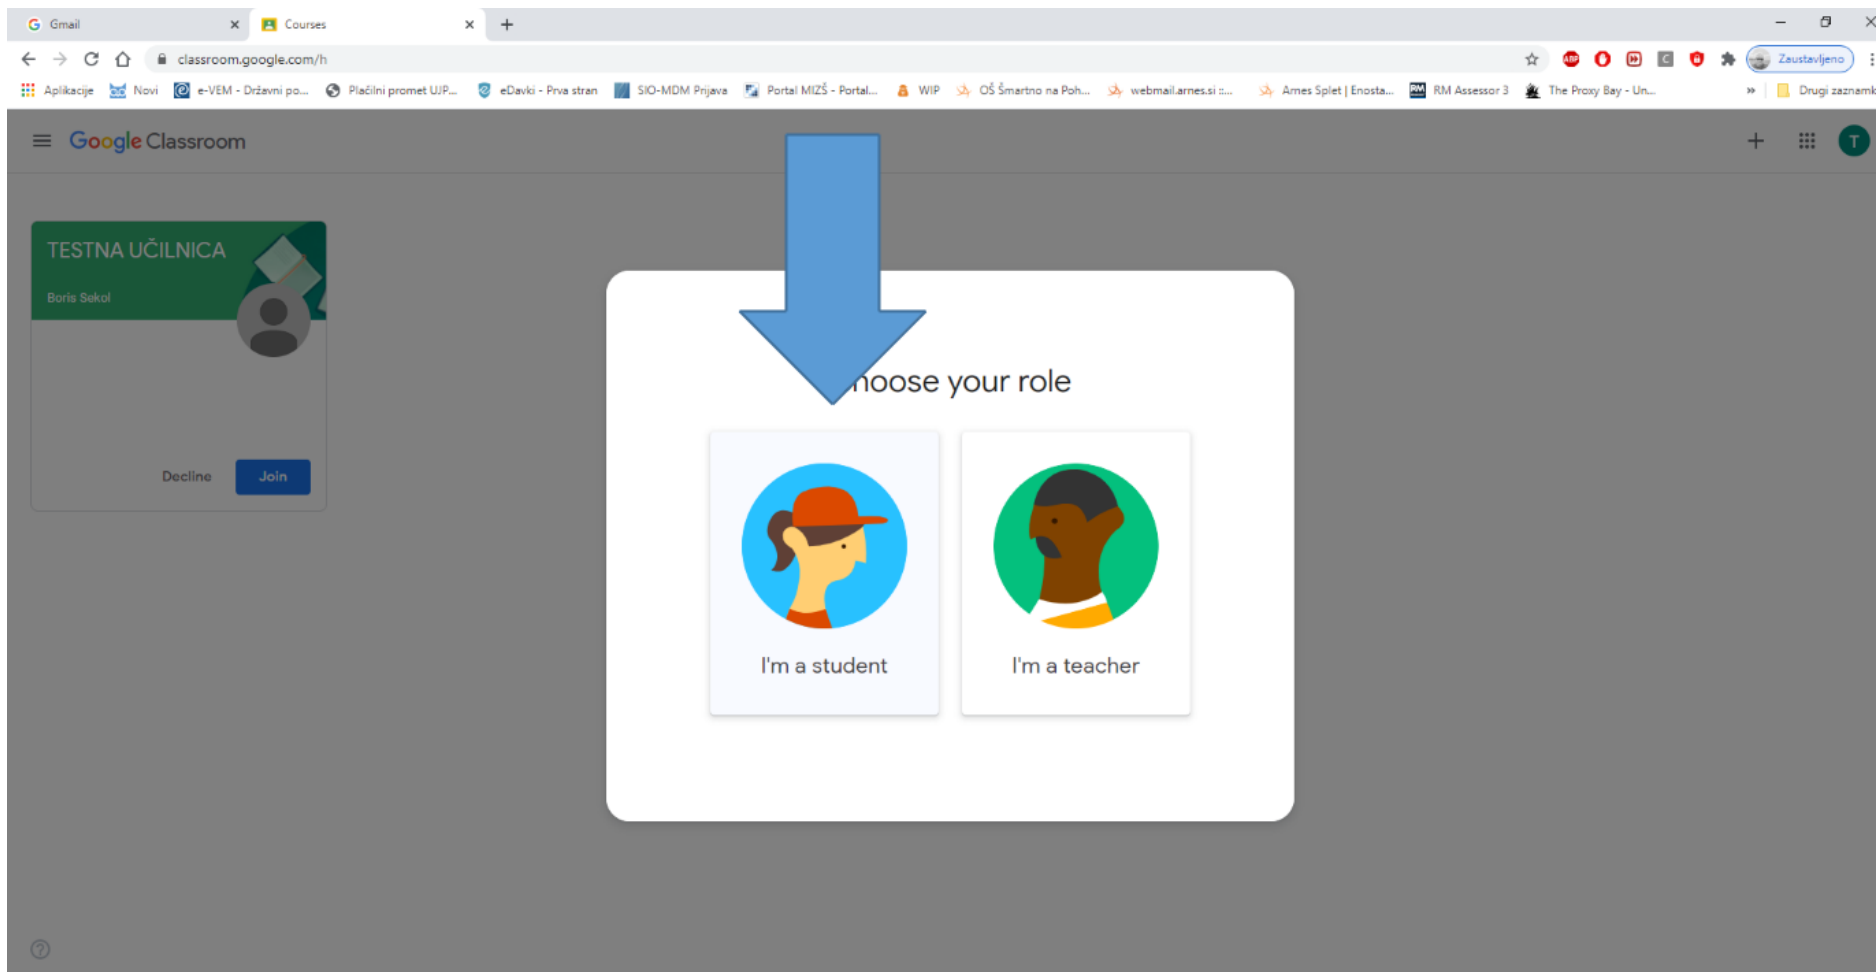 Gmail
Courses
classroom.google.com/h
Zaustavljeno
Aplikacije Novi e-VEM - Državni po... Plačilni promet UJP... eDavki - Prva stran SIO-MDM Prijava Portal MIZŠ - Portal... WIP OŠ Šmartno na Poh... webmail.arnes.si ::... Arnes Splet | Enosta... RM Assessor 3 The Proxy Bay - Un... » Drugi zaznamk
Google Classroom
T
TESTNA UČILNICA
Boris Sekol
Decline Join
hoose your role
I'm a student
I'm a teacher